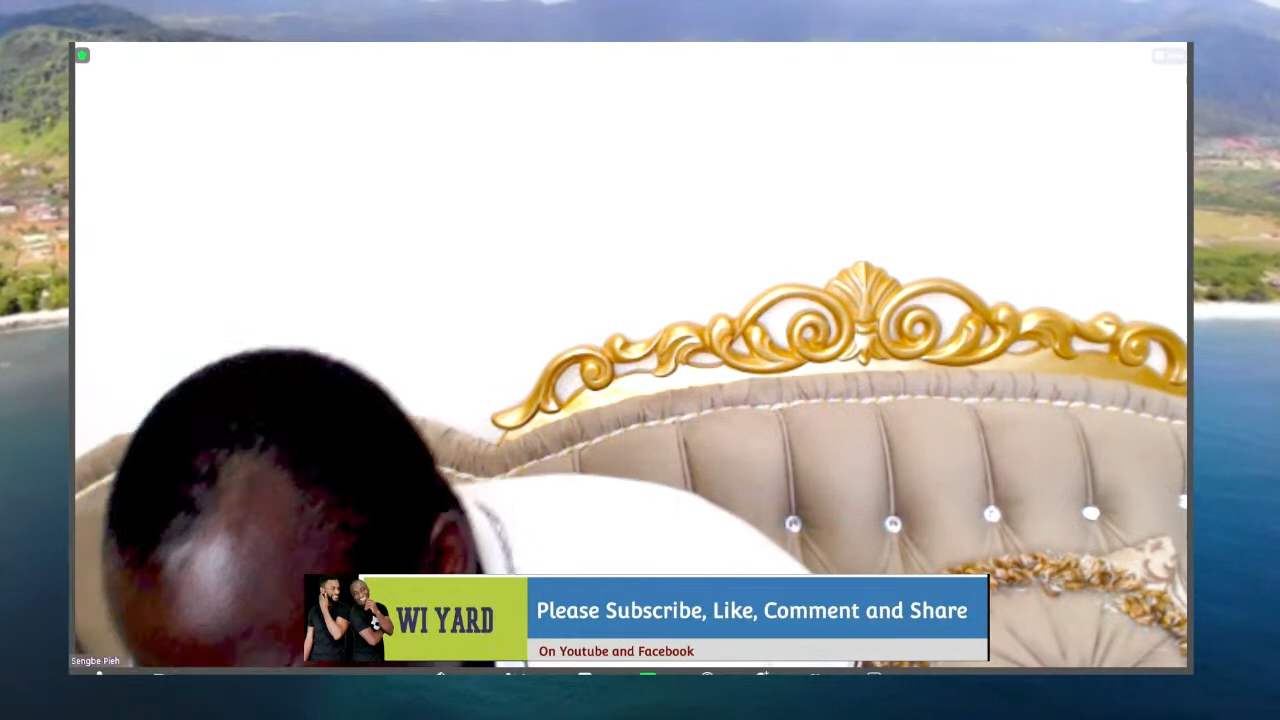 WI YARD
Please Subscribe, Like, Comment and Share
On Youtube and Facebook
Sengbe Pieh